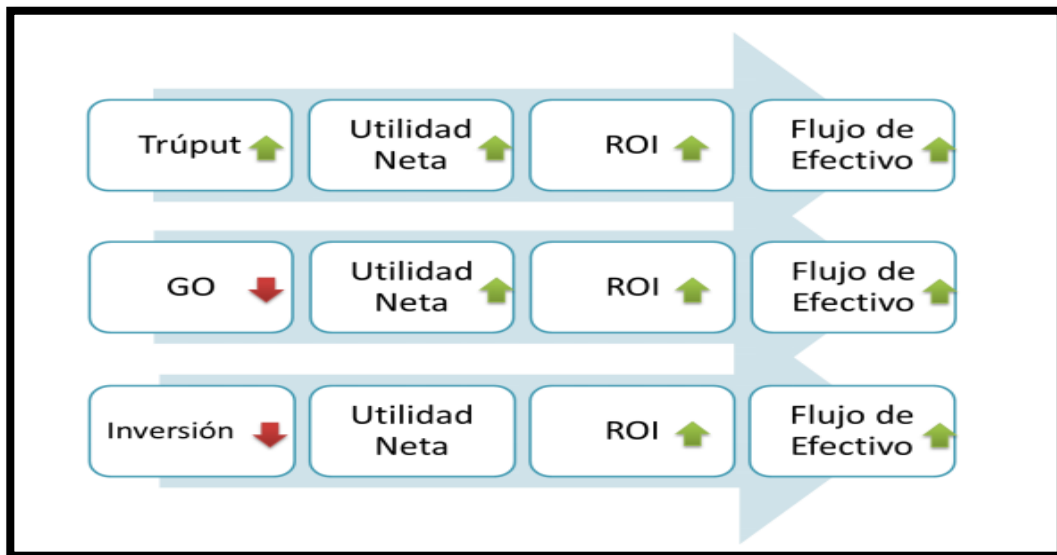 Trúput
Utilidad
Neta
ROI
Flujo de
Efectivo
GO
Utilidad
Neta
ROI
Flujo de
Efectivo
Inversión
Utilidad
Neta
ROI
Flujo de
Efectivo